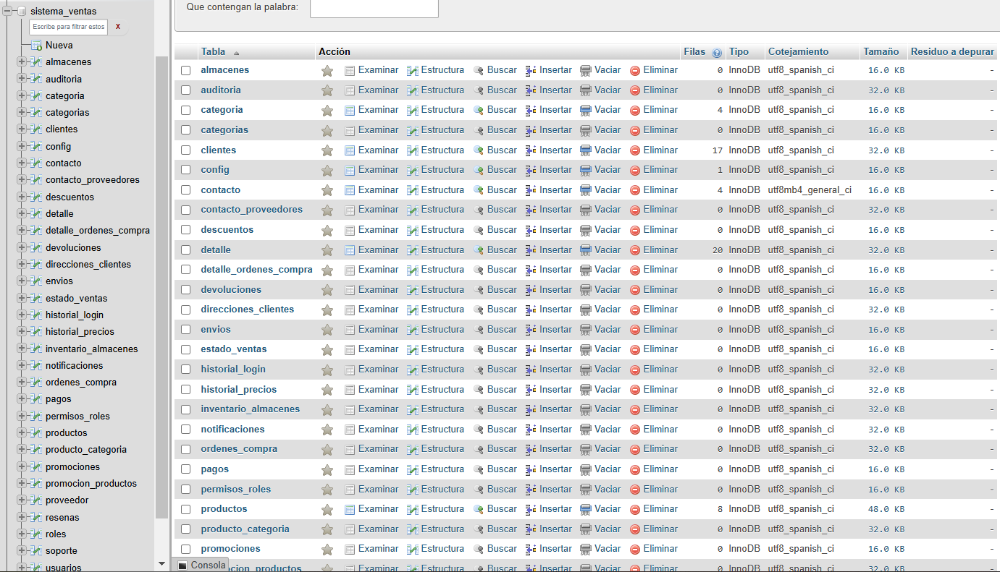 sistema_ventas
Escribe para filtrar estos
X
Nueva
almacenes
auditoria
categoria
categorias
clientes
config
contacto
contacto_proveedores
descuentos
detalle
detalle_ordenes_compra
devoluciones
direcciones_clientes
envios
estado_ventas
historial_login
historial_precios
inventario_almacenes
notificaciones
ordenes_compra
pagos
permisos_roles
productos
producto_categoria
promociones
promocion_productos
proveedor
resenas
roles
soporte
usuarios
Que contengan la palabra:
Tabla Acción Filas Tipo Cotejamiento Tamaño Residuo a depurar
almacenes Examinar Estructura Buscar Insertar Vaciar Eliminar 0 InnoDB utf8_spanish_ci 16.0 KB -
auditoria Examinar Estructura Buscar Insertar Vaciar Eliminar 0 InnoDB utf8_spanish_ci 32.0 KB -
categoria Examinar Estructura Buscar Insertar Vaciar Eliminar 4 InnoDB utf8_spanish_ci 16.0 KB -
categorias Examinar Estructura Buscar Insertar Vaciar Eliminar 0 InnoDB utf8_spanish_ci 16.0 KB -
clientes Examinar Estructura Buscar Insertar Vaciar Eliminar 17 InnoDB utf8_spanish_ci 32.0 KB -
config Examinar Estructura Buscar Insertar Vaciar Eliminar 1 InnoDB utf8_spanish_ci 16.0 KB -
contacto Examinar Estructura Buscar Insertar Vaciar Eliminar 4 InnoDB utf8mb4_general_ci 16.0 KB -
contacto_proveedores Examinar Estructura Buscar Insertar Vaciar Eliminar 0 InnoDB utf8_spanish_ci 32.0 KB -
descuentos Examinar Estructura Buscar Insertar Vaciar Eliminar 0 InnoDB utf8_spanish_ci 16.0 KB -
detalle Examinar Estructura Buscar Insertar Vaciar Eliminar 20 InnoDB utf8_spanish_ci 32.0 KB -
detalle_ordenes_compra Examinar Estructura Buscar Insertar Vaciar Eliminar 0 InnoDB utf8_spanish_ci 16.0 KB -
devoluciones Examinar Estructura Buscar Insertar Vaciar Eliminar 0 InnoDB utf8_spanish_ci 16.0 KB -
direcciones_clientes Examinar Estructura Buscar Insertar Vaciar Eliminar 0 InnoDB utf8_spanish_ci 32.0 KB -
envios Examinar Estructura Buscar Insertar Vaciar Eliminar 0 InnoDB utf8_spanish_ci 16.0 KB -
estado_ventas Examinar Estructura Buscar Insertar Vaciar Eliminar 0 InnoDB utf8_spanish_ci 16.0 KB -
historial_login Examinar Estructura Buscar Insertar Vaciar Eliminar 0 InnoDB utf8_spanish_ci 32.0 KB -
historial_precios Examinar Estructura Buscar Insertar Vaciar Eliminar 0 InnoDB utf8_spanish_ci 32.0 KB -
inventario_almacenes Examinar Estructura Buscar Insertar Vaciar Eliminar 0 InnoDB utf8_spanish_ci 32.0 KB -
notificaciones Examinar Estructura Buscar Insertar Vaciar Eliminar 0 InnoDB utf8_spanish_ci 32.0 KB -
ordenes_compra Examinar Estructura Buscar Insertar Vaciar Eliminar 0 InnoDB utf8_spanish_ci 32.0 KB -
pagos Examinar Estructura Buscar Insertar Vaciar Eliminar 0 InnoDB utf8_spanish_ci 16.0 KB -
permisos_roles Examinar Estructura Buscar Insertar Vaciar Eliminar 0 InnoDB utf8_spanish_ci 16.0 KB -
productos Examinar Estructura Buscar Insertar Vaciar Eliminar 8 InnoDB utf8_spanish_ci 48.0 KB -
producto_categoria Examinar Estructura Buscar Insertar Vaciar Eliminar 0 InnoDB utf8_spanish_ci 32.0 KB -
promociones Examinar Estructura Buscar Insertar Vaciar Eliminar 0 InnoDB utf8_spanish_ci 16.0 KB -
ocion_productos Examinar Estructura Buscar Insertar Vaciar Eliminar 0 InnoDB utf8_spanish_ci 32.0 KB -
Consola